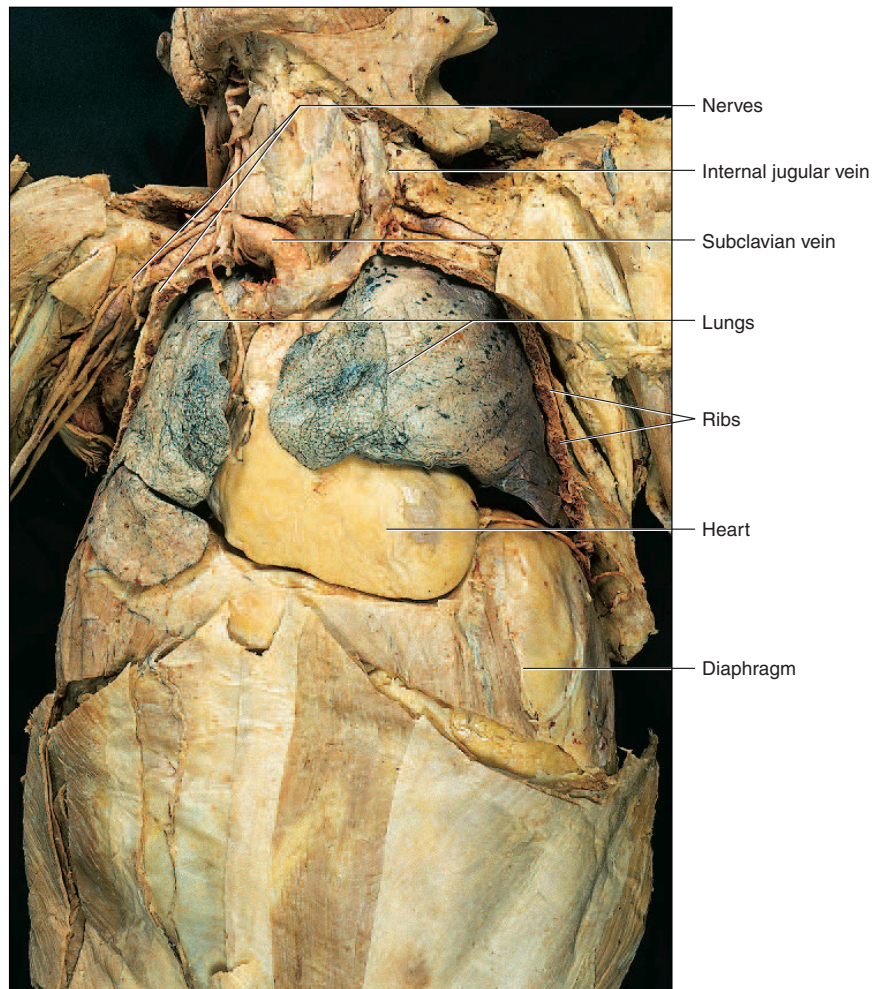 Nerves
Internal jugular vein
Subclavian vein
Lungs
Ribs
Heart
Diaphragm